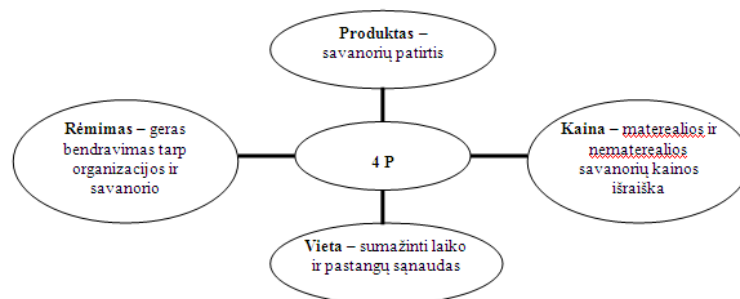 Produktas –
savanorių patirtis
Rėmimas – geras
bendravimas tarp
organizacijos ir
savanorio
4 P
Kaina – materealios ir
nematerealios
savanorių kainos
išraiška
Vieta – sumažinti laiko
ir pastangų sąnaudas